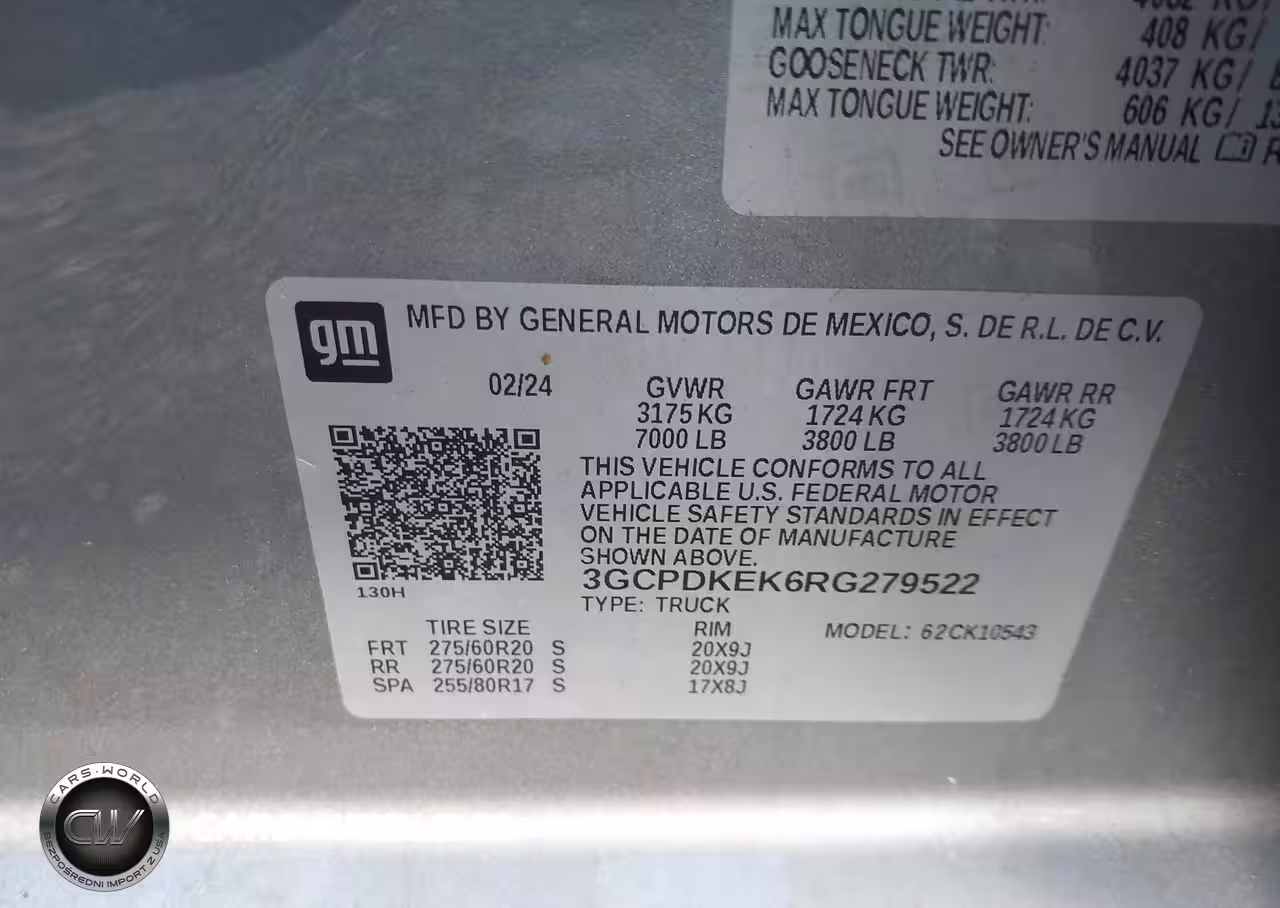 MAX TONGUE WEIGHT: 408 KG/
GOOSENECK TWR: 4037 KG/
MAX TONGUE WEIGHT: 606 KG/
SEE OWNER'S MANUAL
gm
MFD BY GENERAL MOTORS DE MEXICO, S. DE R.L. DE C.V.
02/24 GVWR GAWR FRT GAWR RR
3175 KG 1724 KG 1724 KG
7000 LB 3800 LB 3800 LB
THIS VEHICLE CONFORMS TO ALL
APPLICABLE U.S. FEDERAL MOTOR
VEHICLE SAFETY STANDARDS IN EFFECT
ON THE DATE OF MANUFACTURE
SHOWN ABOVE.
3GCPDKEK6RG279522
130H
TYPE: TRUCK
TIRE SIZE RIM MODEL: 62CK10543
FRT 275/60R20 S 20X9J
RR 275/60R20 S 20X9J
SPA 255/80R17 S 17X8J
CARS-WORLD
CW
BEZPOŚREDNI IMPORT Z USA